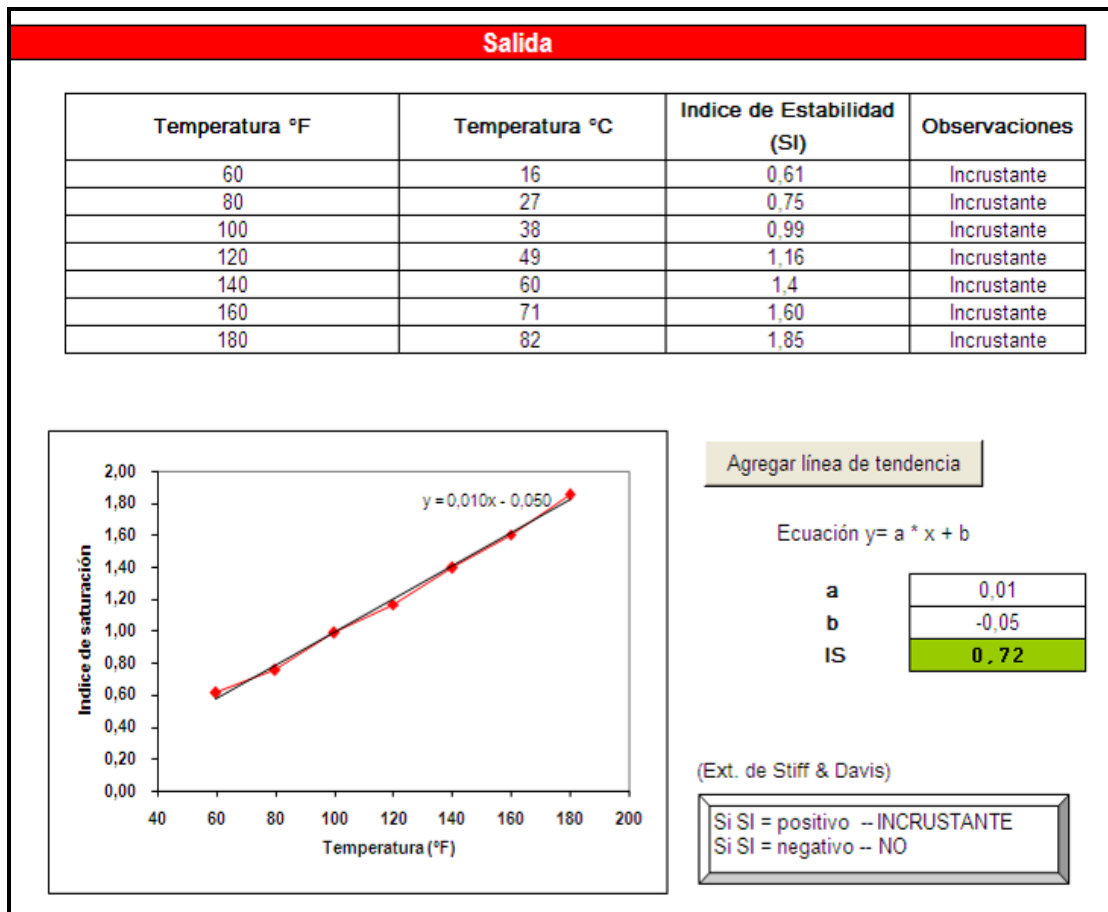 Salida
Temperatura ºF Temperatura ºC Indice de Estabilidad (SI) Observaciones
60 16 0,61 Incrustante
80 27 0,75 Incrustante
100 38 0,99 Incrustante
120 49 1,16 Incrustante
140 60 1,4 Incrustante
160 71 1,60 Incrustante
180 82 1,85 Incrustante
Indice de saturación
2,00
1,80
1,60
1,40
1,20
1,00
0,80
0,60
0,40
0,20
0,00
y = 0,010x - 0,050
40 60 80 100 120 140 160 180 200
Temperatura (ºF)
Agregar línea de tendencia
Ecuación y= a * x + b
a 0,01
b -0,05
IS 0,72
(Ext. de Stiff & Davis)
Si SI = positivo -- INCRUSTANTE
Si SI = negativo -- NO